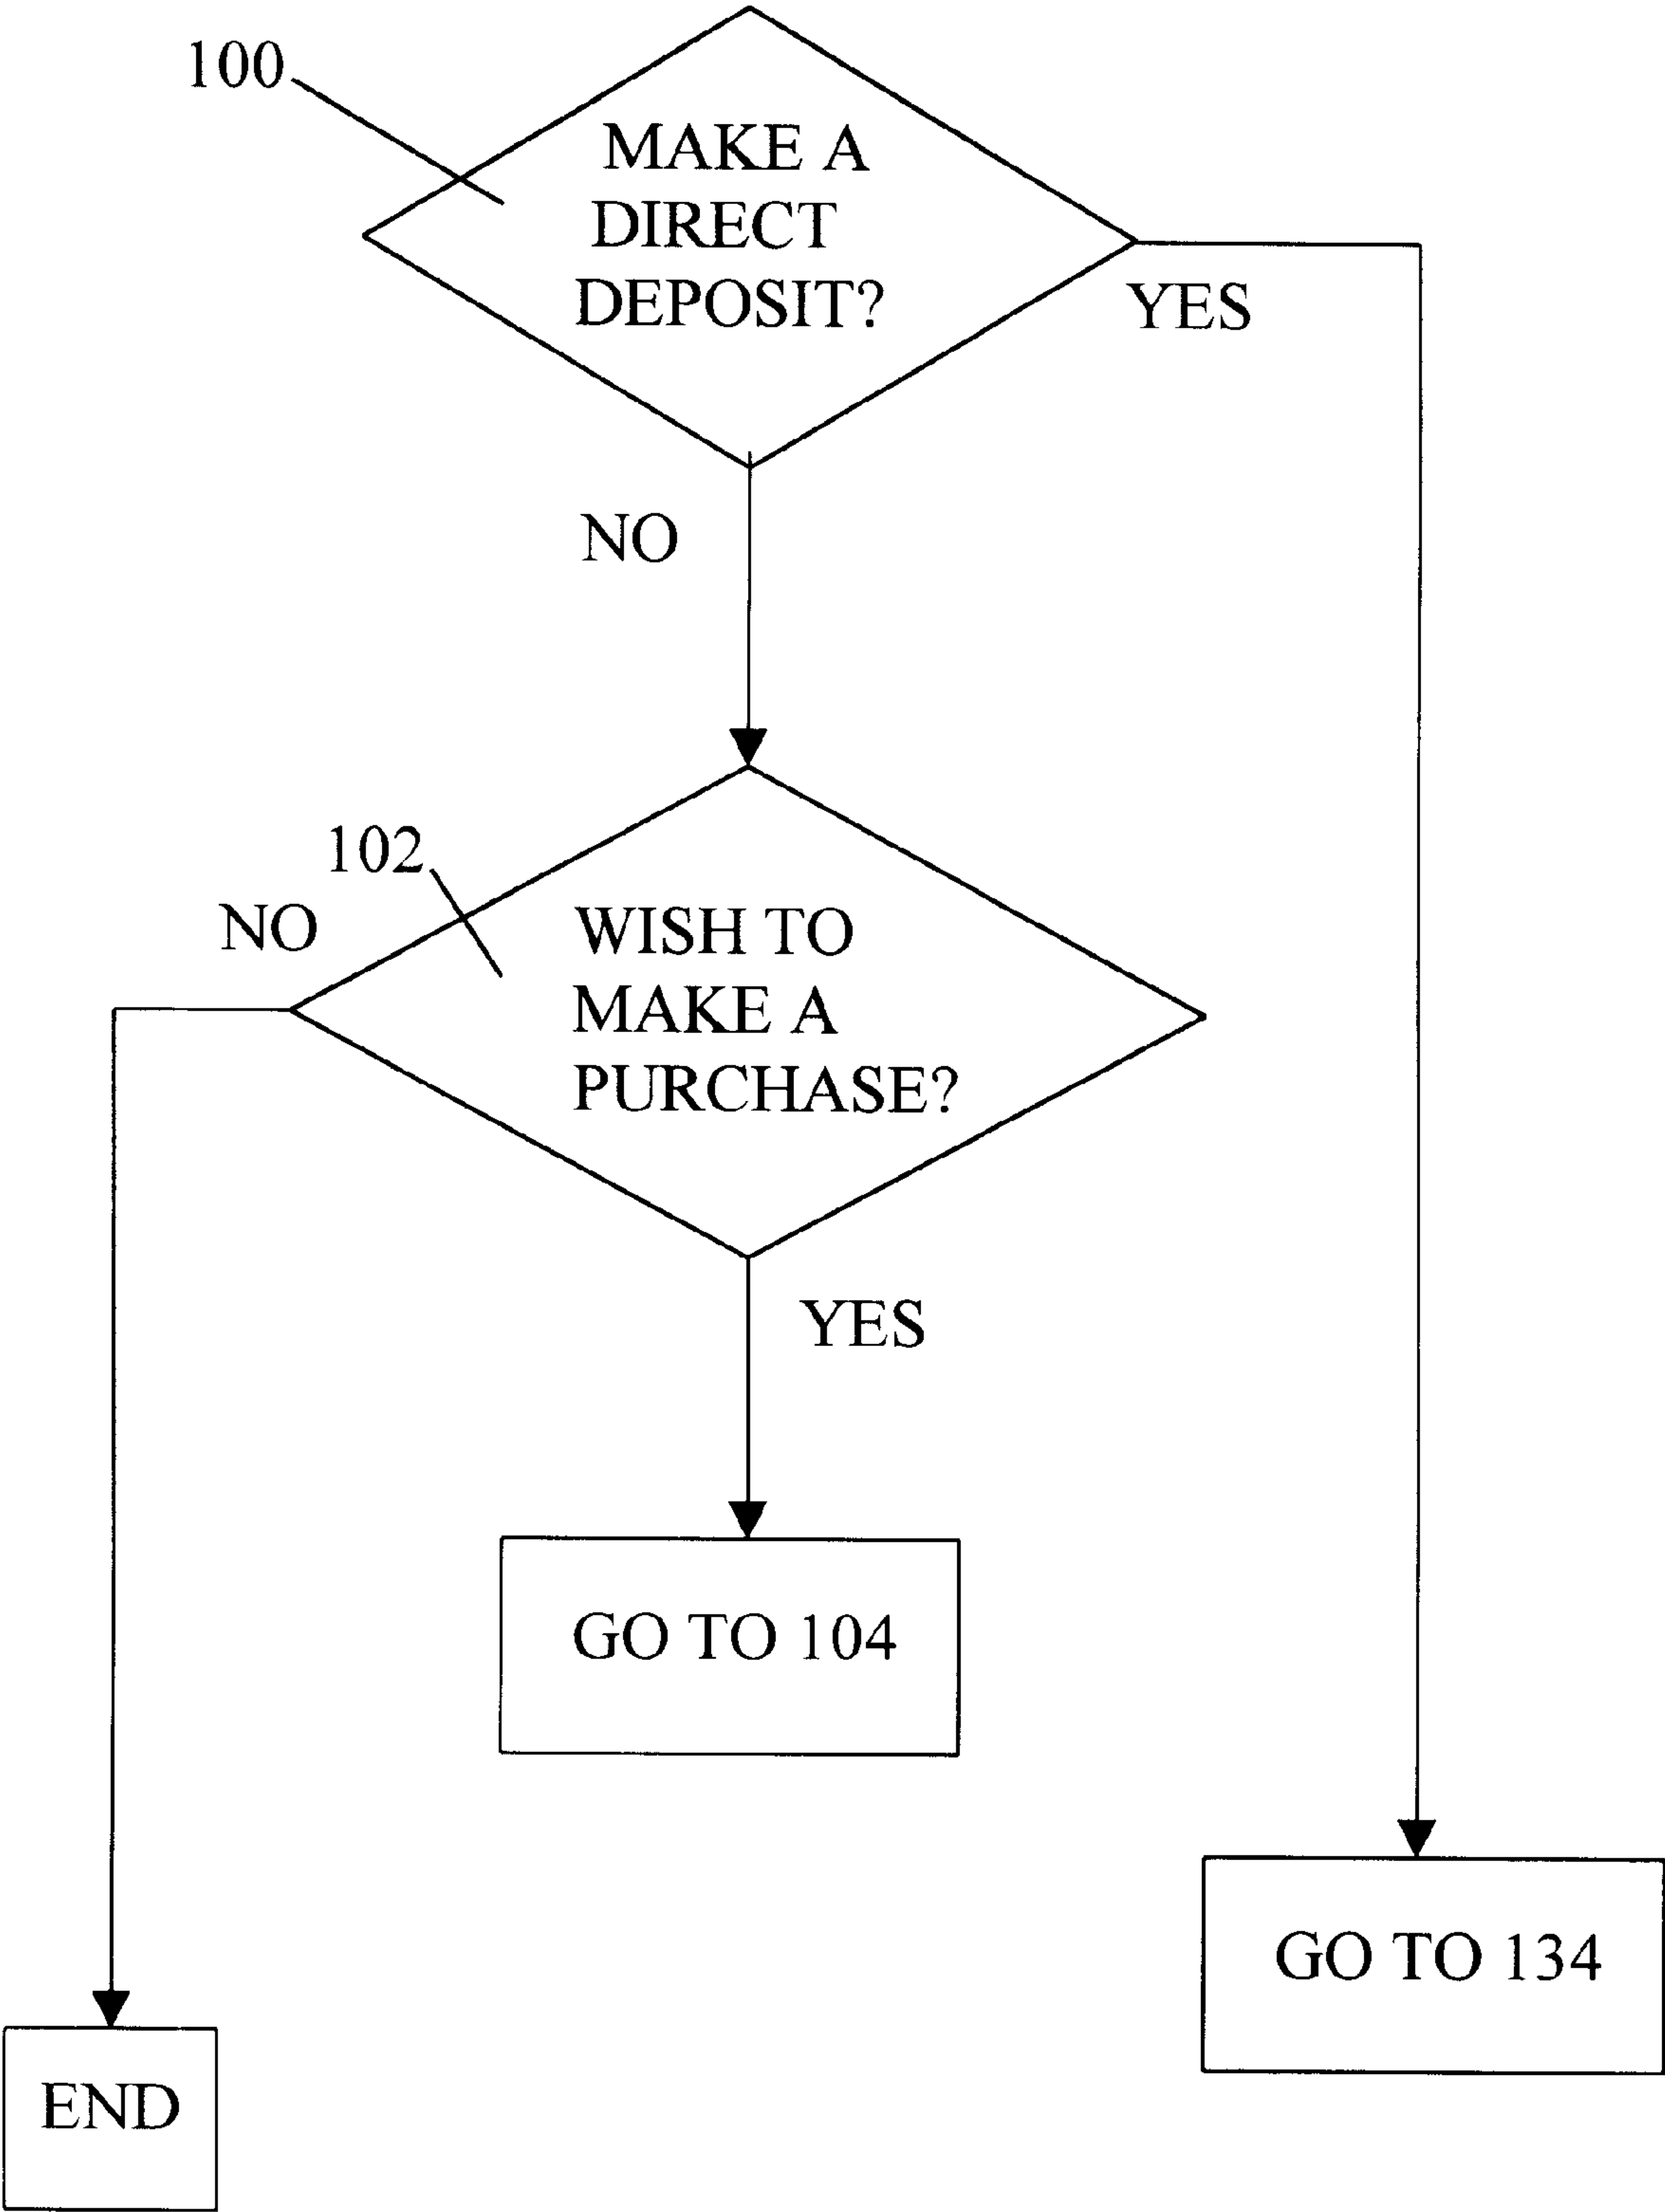 100
MAKE A
DIRECT
DEPOSIT?
YES
NO
102
NO
WISH TO
MAKE A
PURCHASE?
YES
GO TO 104
GO TO 134
END